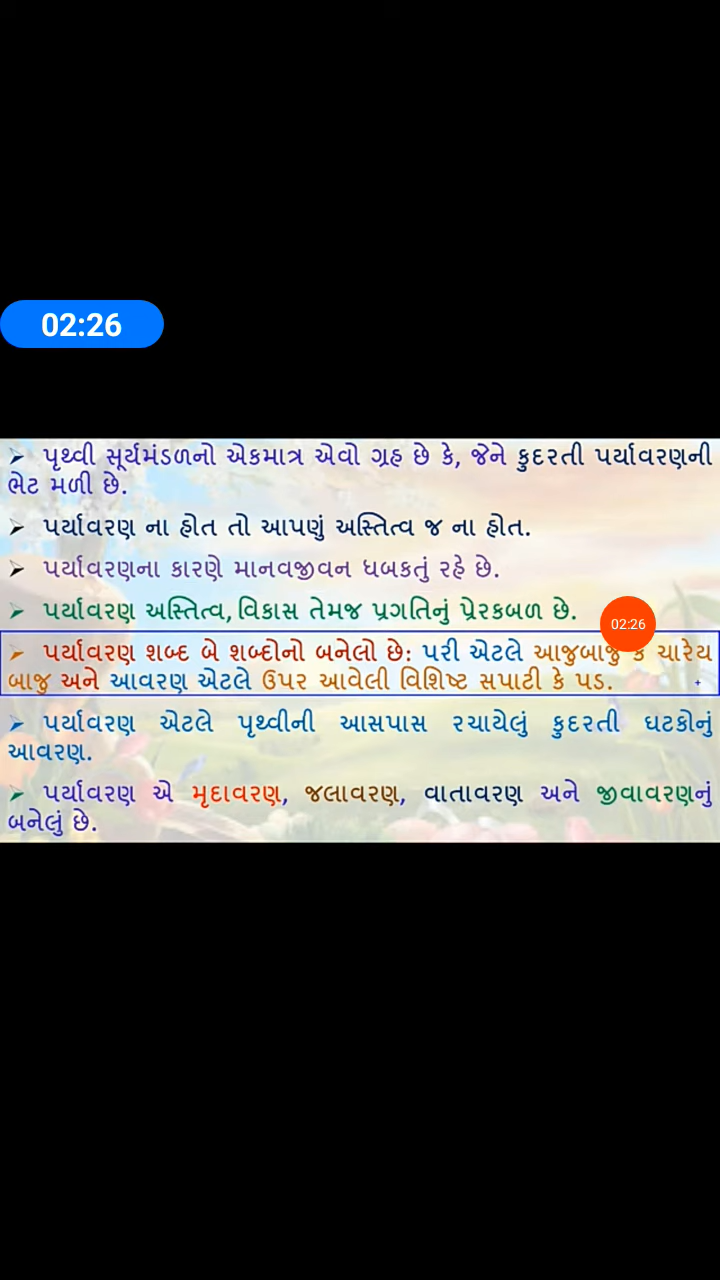 02:26
➢ પૃથ્વી સૂર્યમંડળનો એકમાત્ર એવો ગ્રહ છે કે, જેને કુદરતી પર્યાવરણની
ભેટ મળી છે.
➢ પર્યાવરણ ના હોત તો આપણું અસ્તિત્વ જ ના હોત.
➢ પર્યાવરણના કારણે માનવજીવન ધબકતું રહે છે.
➢ પર્યાવરણ અસ્તિત્વ, વિકાસ તેમજ પ્રગતિનું પ્રેરકબળ છે.
02:26
➢ પર્યાવરણ શબ્દ બે શબ્દોનો બનેલો છે: પરી એટલે આજુબાજુ કે ચારેય
બાજુ અને આવરણ એટલે ઉપર આવેલી વિશિષ્ટ સપાટી કે પડ.
➢ પર્યાવરણ એટલે પૃથ્વીની આસપાસ રચાયેલું કુદરતી ઘટકોનું
આવરણ.
➢ પર્યાવરણ એ મૃદાવરણ, જલાવરણ, વાતાવરણ અને જીવાવરણનું
બનેલું છે.